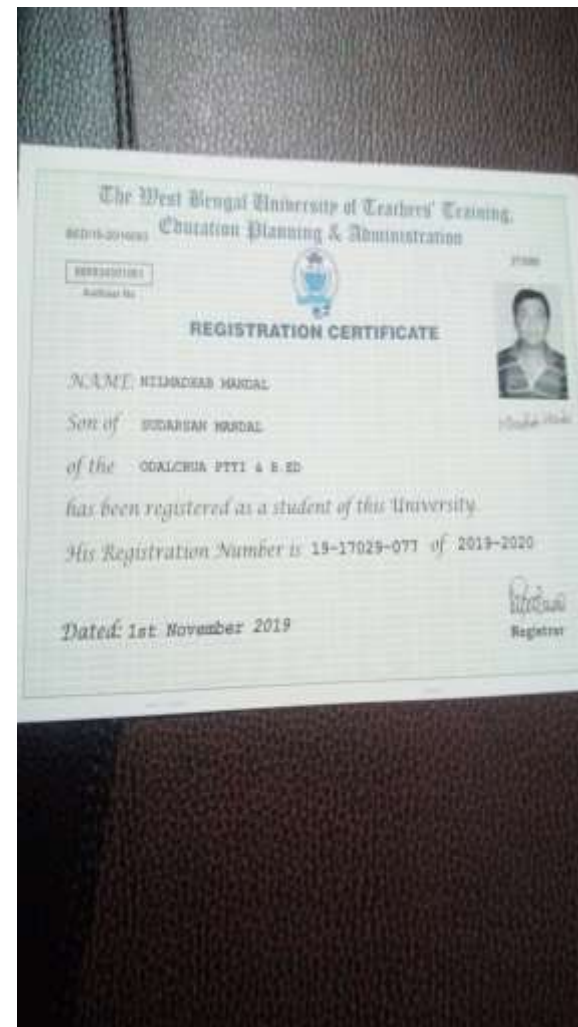 The West Bengal University of Teachers' Training,
Education Planning & Administration
Aadhaar No
REGISTRATION CERTIFICATE
NAME NILMADHAB MANDAL
Son of SUDARSAN MANDAL
of the ODALCHUA PTTI & B.ED
has been registered as a student of this University.
His Registration Number is 19-17029-077 of 2019-2020
Dated: 1st November 2019
Registrar